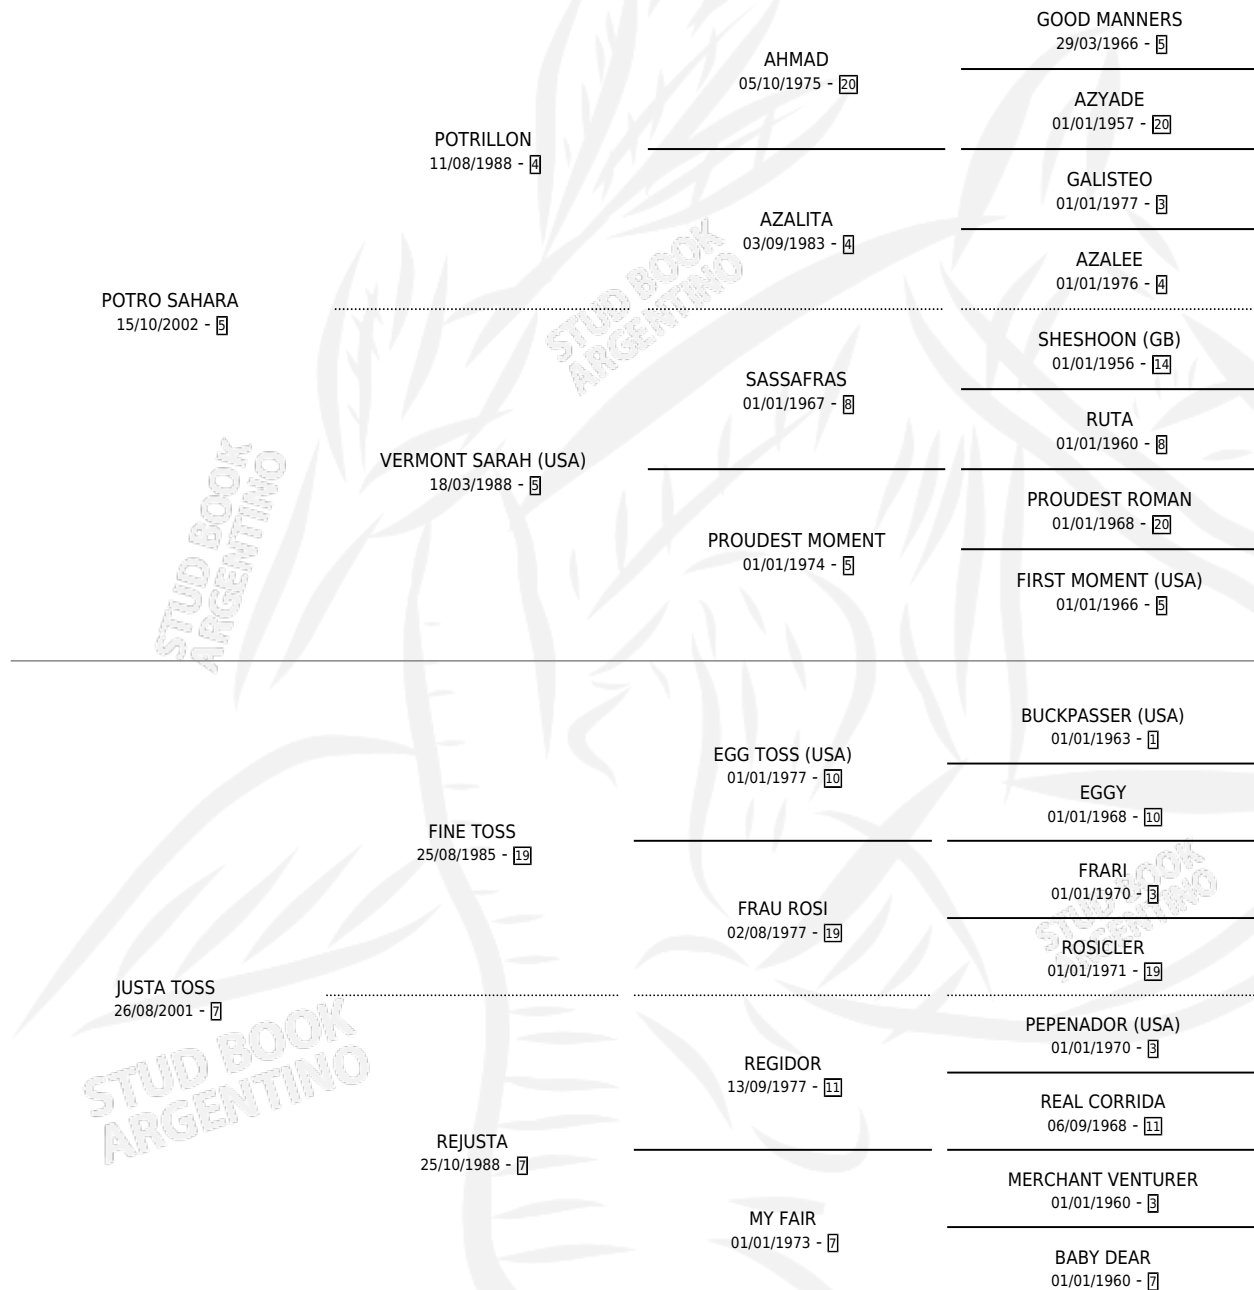 GOOD MANNERS
29/03/1966 - 5
AHMAD
05/10/1975 - 20
AZYADE
01/01/1957 - 20
POTRILLON
11/08/1988 - 4
GALISTEO
01/01/1977 - 3
AZALITA
03/09/1983 - 4
AZALEE
01/01/1976 - 4
POTRO SAHARA
15/10/2002 - 5
SHESHOON (GB)
01/01/1956 - 14
SASSAFRAS
01/01/1967 - 8
RUTA
01/01/1960 - 8
VERMONT SARAH (USA)
18/03/1988 - 5
PROUDEST ROMAN
01/01/1968 - 20
PROUDEST MOMENT
01/01/1974 - 5
FIRST MOMENT (USA)
01/01/1966 - 5
BUCKPASSER (USA)
01/01/1963 - 1
EGG TOSS (USA)
01/01/1977 - 10
EGGY
01/01/1968 - 10
FINE TOSS
25/08/1985 - 19
FRARI
01/01/1970 - 3
FRAU ROSI
02/08/1977 - 19
ROSICLER
01/01/1971 - 19
JUSTA TOSS
26/08/2001 - 7
PEPENADOR (USA)
01/01/1970 - 3
REGIDOR
13/09/1977 - 11
REAL CORRIDA
06/09/1968 - 11
REJUSTA
25/10/1988 - 7
MERCHANT VENTURER
01/01/1960 - 3
MY FAIR
01/01/1973 - 7
BABY DEAR
01/01/1960 - 7
STUD BOOK
ARGENTINO
STUD BOOK
ARGENTINO
STUD BOOK
ARGENTINO
STUD BOOK
ARGENTINO